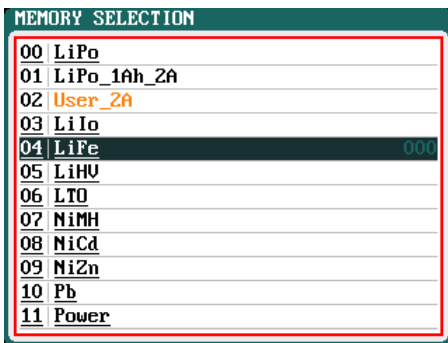 MEMORY SELECTION
00 LiPo
01 LiPo_1Ah_2A
02 User_2A
03 LiIo
04 LiFe 000
05 LiHV
06 LTO
07 NiMH
08 NiCd
09 NiZn
10 Pb
11 Power